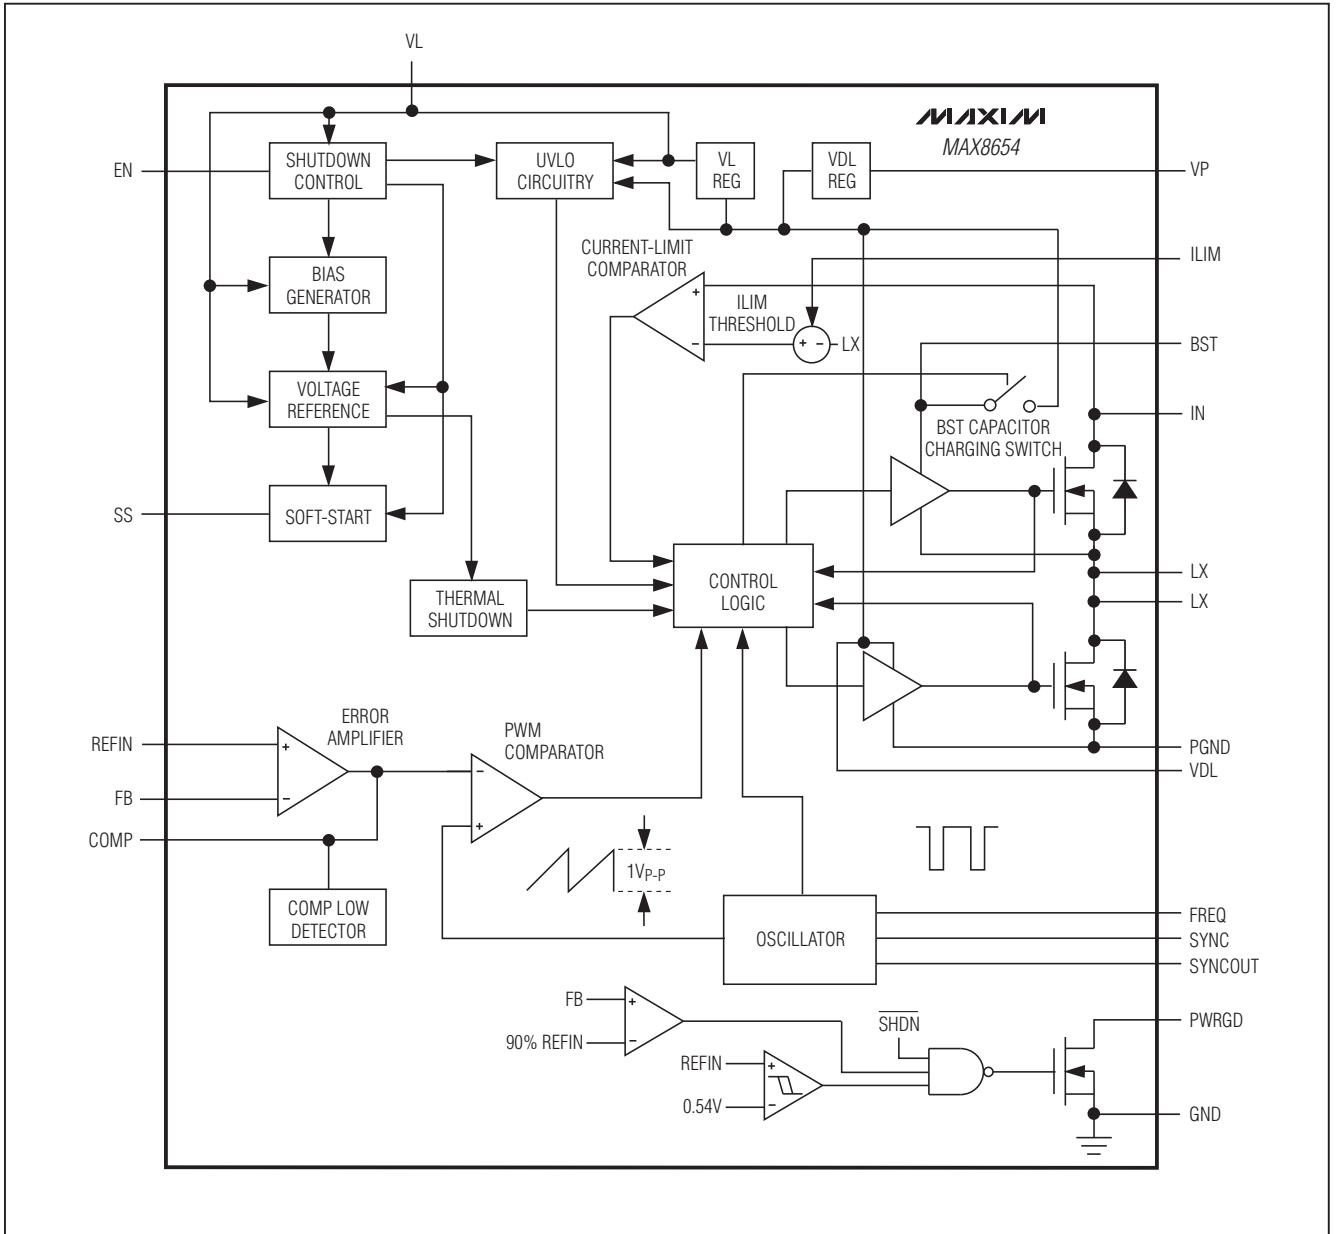 VL
MAXIM
MAX8654
EN
SHUTDOWN
CONTROL
UVLO
CIRCUITRY
VL
REG
VDL
REG
VP
CURRENT-LIMIT
COMPARATOR
ILIM
BIAS
GENERATOR
+
ILIM
THRESHOLD
−
+ −
LX
BST
VOLTAGE
REFERENCE
IN
BST CAPACITOR
CHARGING SWITCH
SS
SOFT-START
CONTROL
LOGIC
LX
LX
THERMAL
SHUTDOWN
ERROR
AMPLIFIER
PWM
COMPARATOR
REFIN
+
−
PGND
VDL
FB
−
+
COMP
1VP-P
COMP LOW
DETECTOR
OSCILLATOR
FREQ
SYNC
SYNCOUT
FB
+
90% REFIN
−
SHDN
PWRGD
REFIN
+
0.54V
−
GND